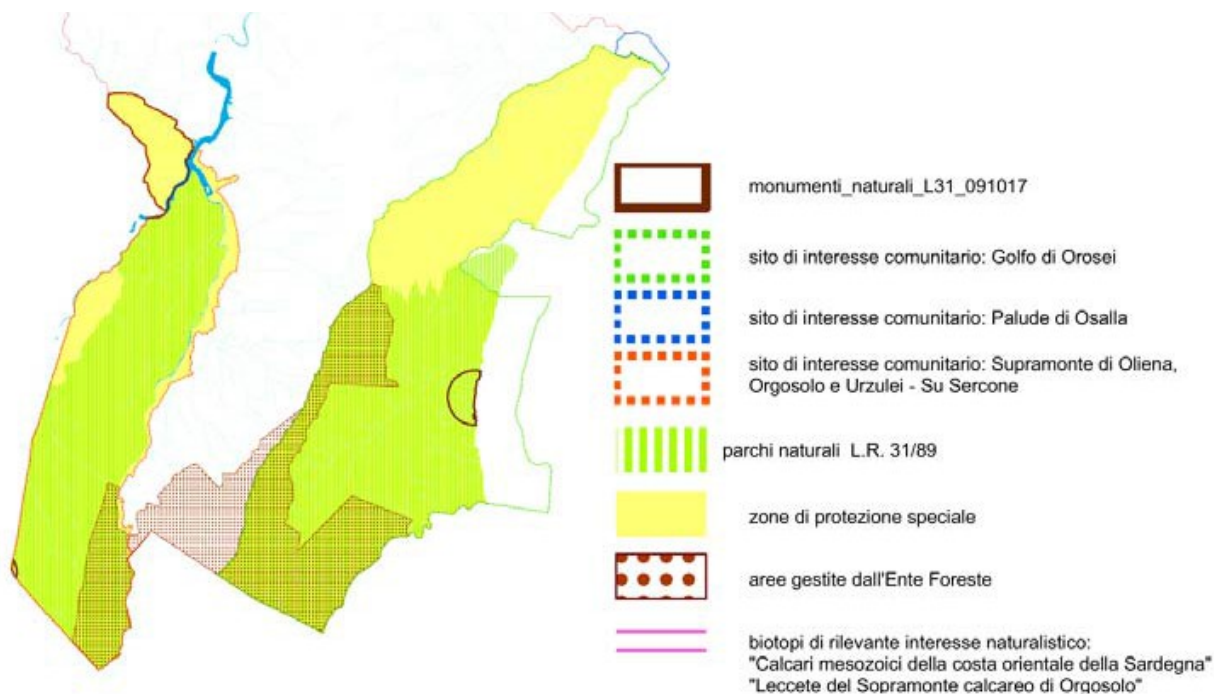 monumenti_naturali_L31_091017
sito di interesse comunitario: Golfo di Orosei
sito di interesse comunitario: Palude di Osalla
sito di interesse comunitario: Supramonte di Oliena,
Orgosolo e Urzulei - Su Sercone
parchi naturali L.R. 31/89
zone di protezione speciale
aree gestite dall'Ente Foreste
biotopi di rilevante interesse naturalistico:
"Calcari mesozoici della costa orientale della Sardegna"
"Leccete del Sopramonte calcareo di Orgosolo"